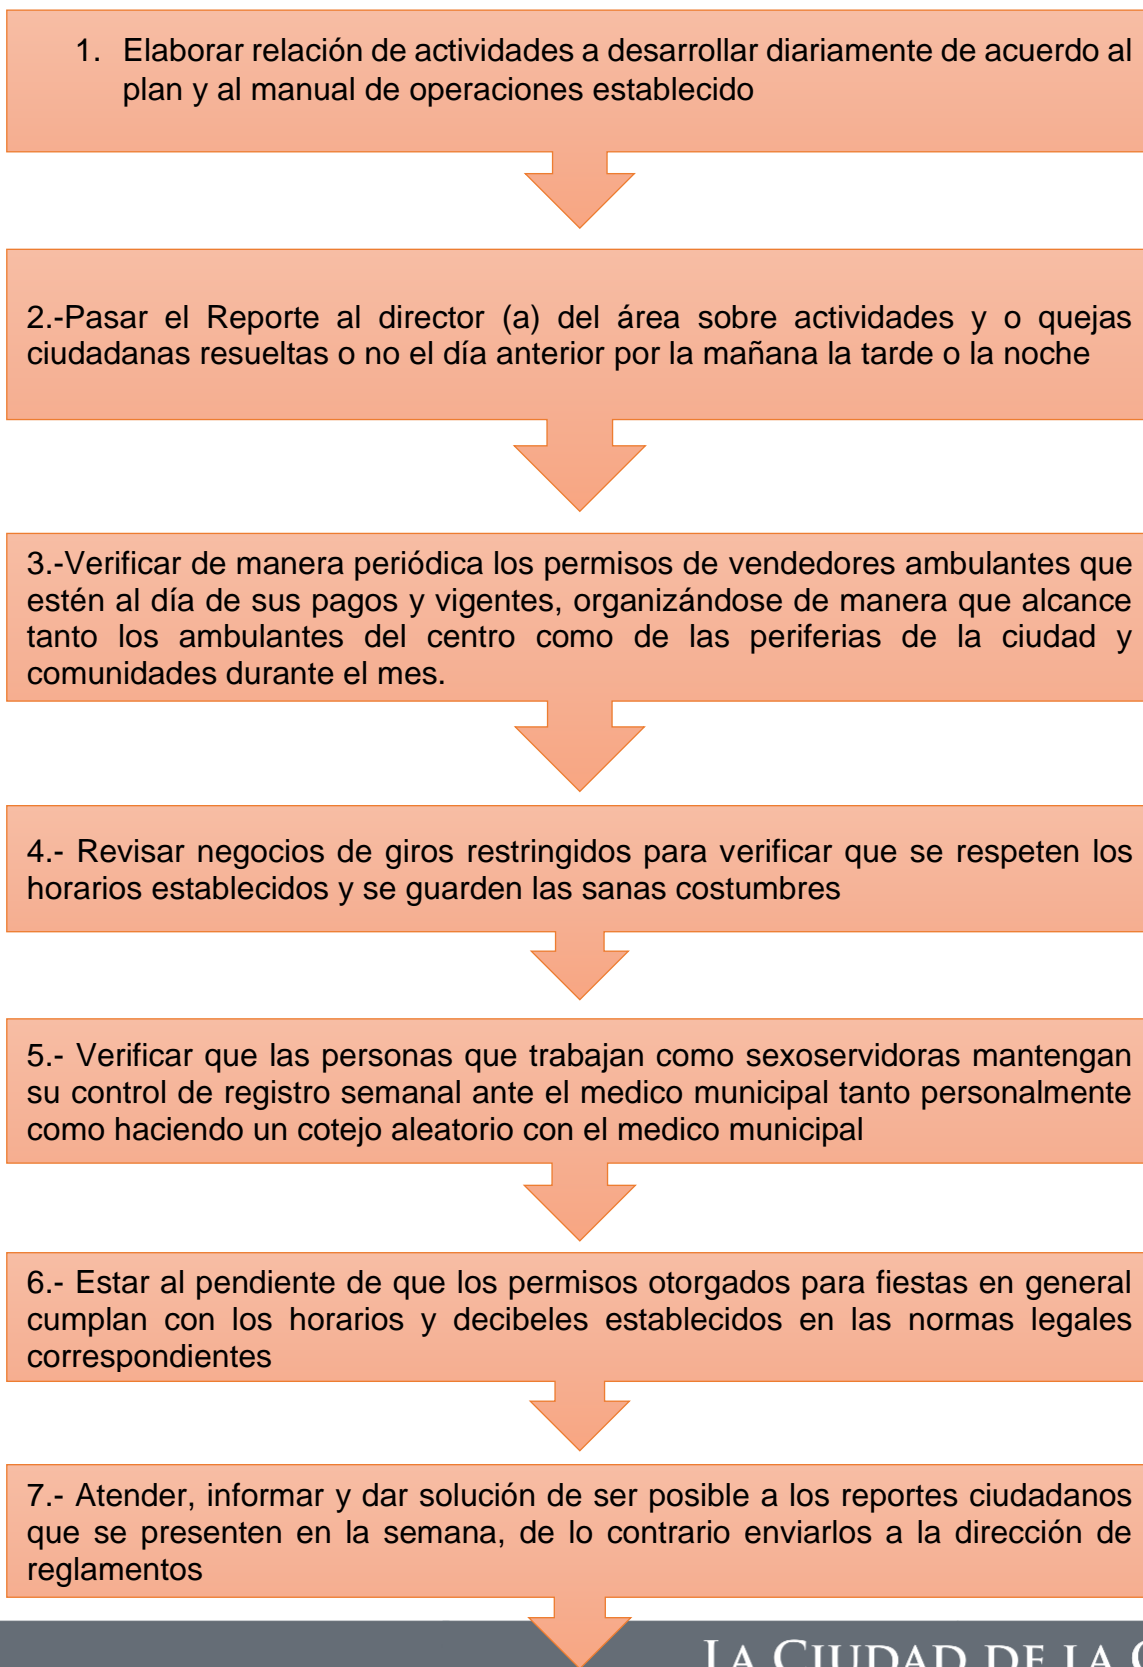 1. Elaborar relación de actividades a desarrollar diariamente de acuerdo al
plan y al manual de operaciones establecido
2.-Pasar el Reporte al director (a) del área sobre actividades y o quejas
ciudadanas resueltas o no el día anterior por la mañana la tarde o la noche
3.-Verificar de manera periódica los permisos de vendedores ambulantes que
estén al día de sus pagos y vigentes, organizándose de manera que alcance
tanto los ambulantes del centro como de las periferias de la ciudad y
comunidades durante el mes.
4.- Revisar negocios de giros restringidos para verificar que se respeten los
horarios establecidos y se guarden las sanas costumbres
5.- Verificar que las personas que trabajan como sexoservidoras mantengan
su control de registro semanal ante el medico municipal tanto personalmente
como haciendo un cotejo aleatorio con el medico municipal
6.- Estar al pendiente de que los permisos otorgados para fiestas en general
cumplan con los horarios y decibeles establecidos en las normas legales
correspondientes
7.- Atender, informar y dar solución de ser posible a los reportes ciudadanos
que se presenten en la semana, de lo contrario enviarlos a la dirección de
reglamentos
LA CIUDAD DE LA